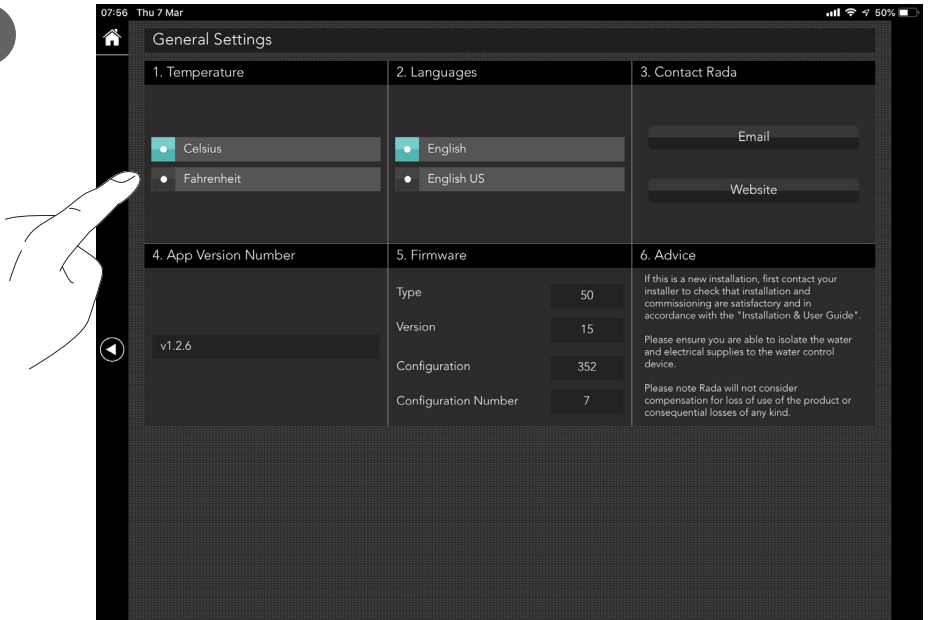 07:56 Thu 7 Mar 50%
General Settings
1. Temperature
Celsius
Fahrenheit
2. Languages
English
English US
3. Contact Rada
Email
Website
4. App Version Number
v1.2.6
5. Firmware
Type 50
Version 15
Configuration 352
Configuration Number 7
6. Advice
If this is a new installation, first contact your
installer to check that installation and
commissioning are satisfactory and in
accordance with the "Installation & User Guide".
Please ensure you are able to isolate the water
and electrical supplies to the water control
device.
Please note Rada will not consider
compensation for loss of use of the product or
consequential losses of any kind.